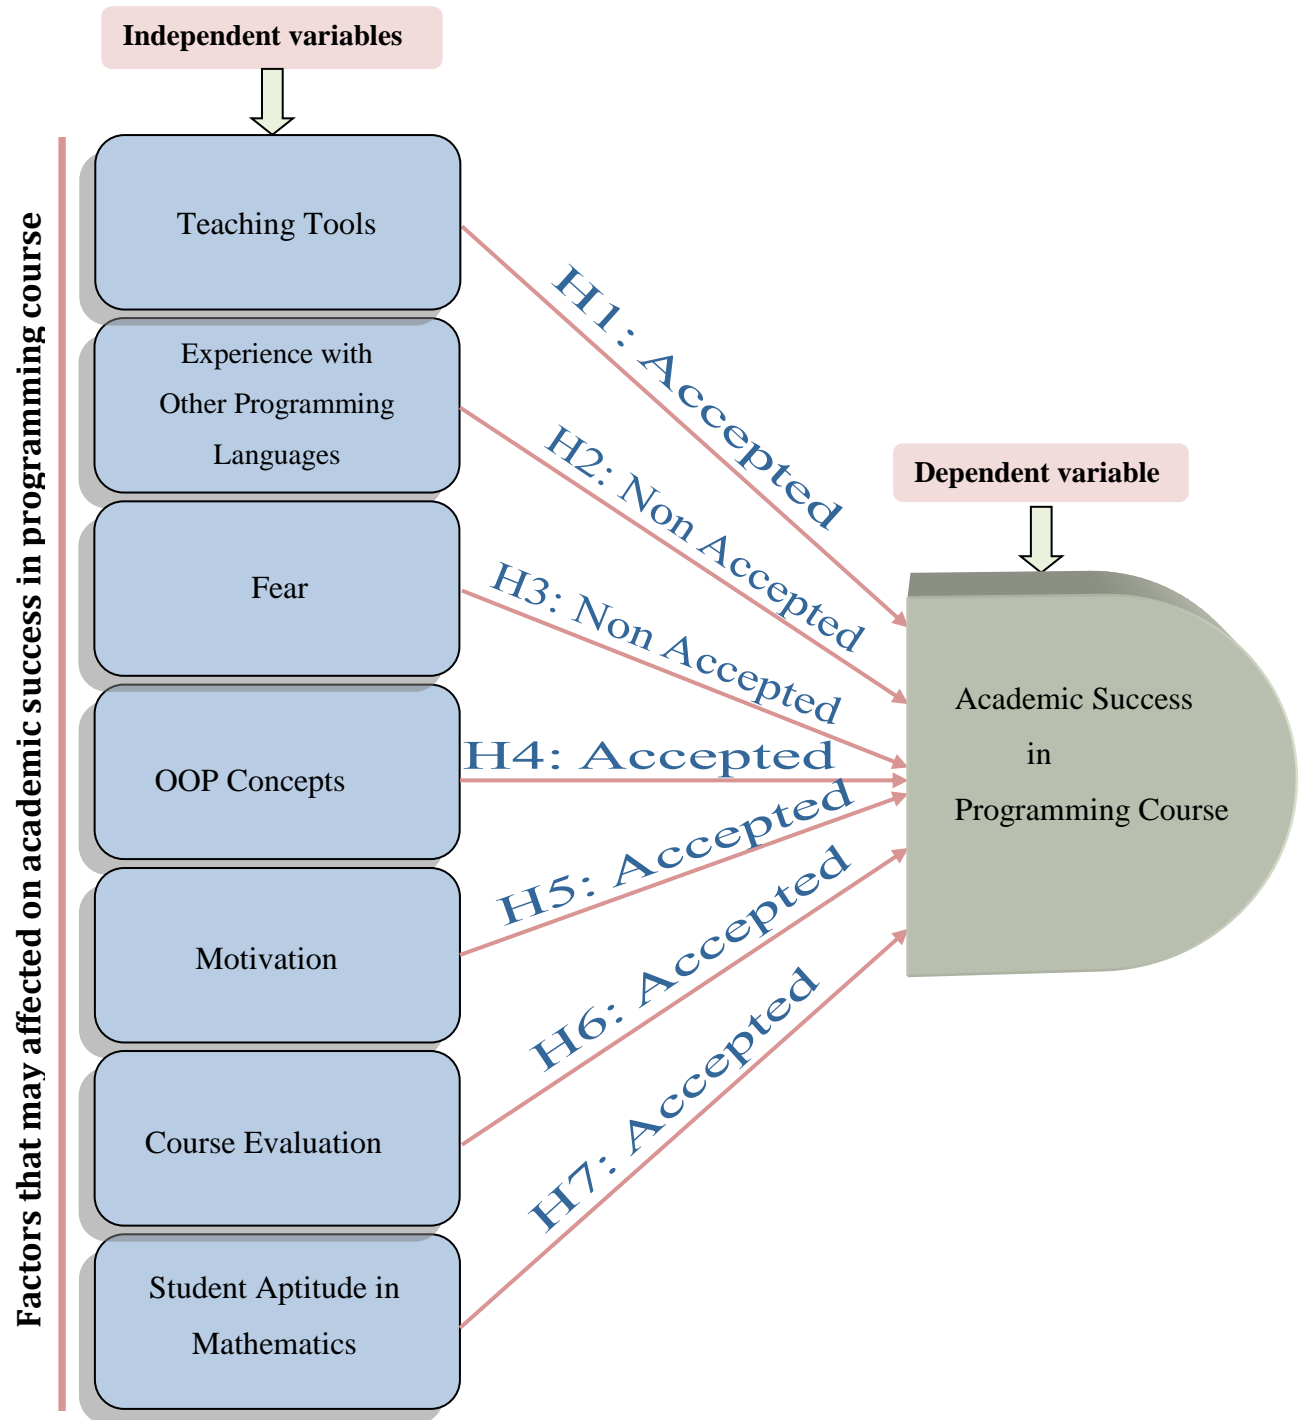 Independent variables
Factors that may affected on academic success in programming course
Teaching Tools
Experience with
Other Programming
Languages
Fear
OOP Concepts
Motivation
Course Evaluation
Student Aptitude in
Mathematics
H1: Accepted
H2: Non Accepted
H3: Non Accepted
H4: Accepted
H5: Accepted
H6: Accepted
H7: Accepted
Dependent variable
Academic Success
in
Programming Course